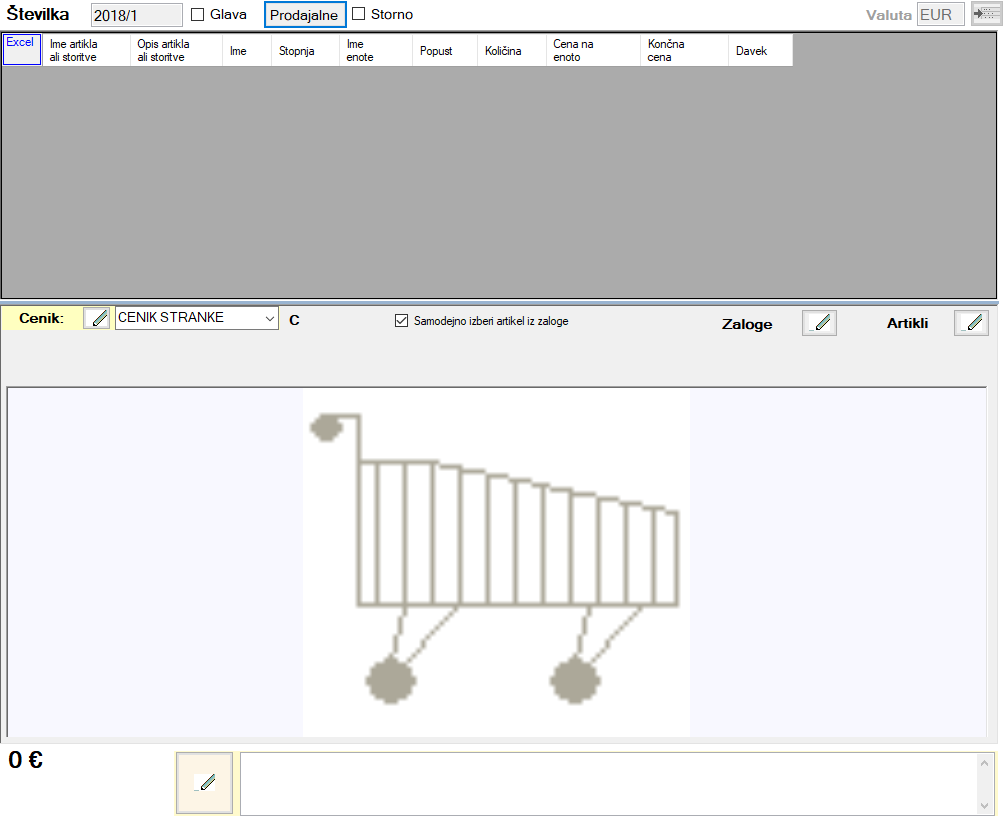 Številka 2018/1 Glava Prodajalne Storno Valuta EUR
Excel
Ime artikla
ali storitve
Opis artikla
ali storitve
Ime
Stopnja
Ime
enote
Popust
Količina
Cena na
enoto
Končna
cena
Davek
Cenik: CENIK STRANKE C Samodejno izberi artikel iz zaloge Zaloge Artikli
0 €